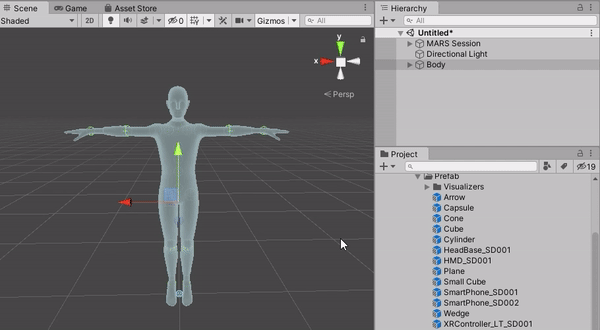 Scene Game Asset Store
Shaded 2D 0 Gizmos All
y
x
Persp
Hierarchy
All
Untitled*
MARS Session
Directional Light
Body
Project
19
Prefab
Visualizers
Arrow
Capsule
Cone
Cube
Cylinder
HeadBase_SD001
HMD_SD001
Plane
Small Cube
SmartPhone_SD001
SmartPhone_SD002
Wedge
XRController_LT_SD001